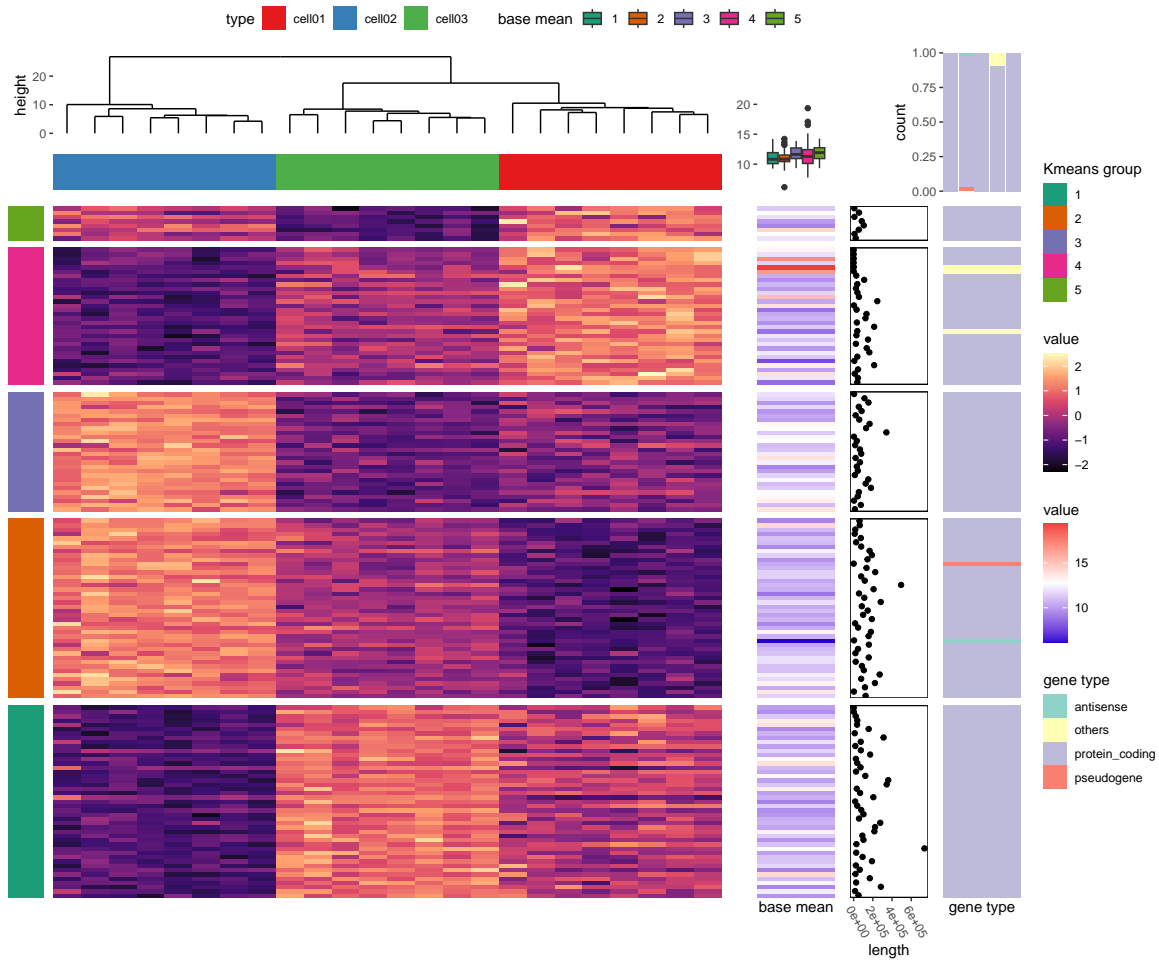 type cell01 cell02 cell03 base mean 1 2 3 4 5
height
20
10
0
20
15
10
count
1.00
0.75
0.50
0.25
0.00
Kmeans group
1
2
3
4
5
value
2
1
0
−1
−2
value
15
10
gene type
antisense
others
protein_coding
pseudogene
base mean
0e+00
2e+05
4e+05
6e+05
length
gene type